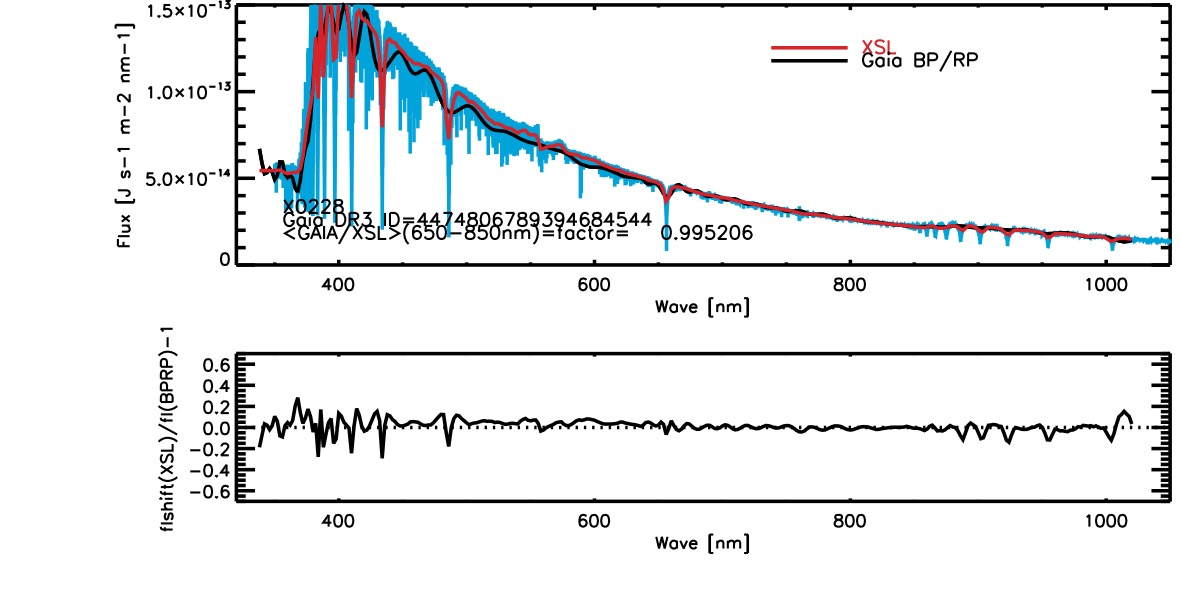 1.5×10−13
1.0×10−13
5.0×10−14
0
Flux [J s−1 m−2 nm−1]
XSL
Gaia BP/RP
X0228
Gaia DR3 ID=4474806789394684544
<GAIA/XSL>(650−850nm)=factor= 0.995206
400 600 800 1000
Wave [nm]
0.6
0.4
0.2
0.0
−0.2
−0.4
−0.6
flshift(XSL)/fl(BPRP)−1
400 600 800 1000
Wave [nm]